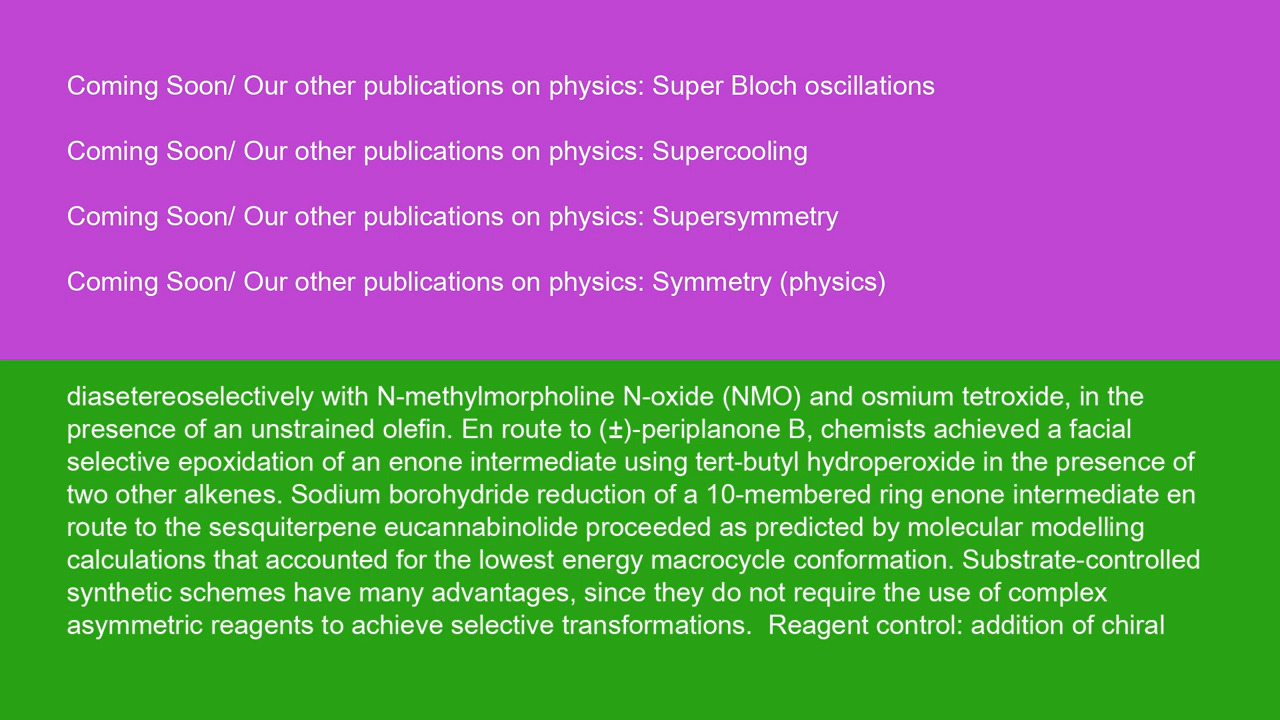 Coming Soon/ Our other publications on physics: Super Bloch oscillations
Coming Soon/ Our other publications on physics: Supercooling
Coming Soon/ Our other publications on physics: Supersymmetry
Coming Soon/ Our other publications on physics: Symmetry (physics)
diasetereoselectively with N-methylmorpholine N-oxide (NMO) and osmium tetroxide, in the
presence of an unstrained olefin. En route to (±)-periplanone B, chemists achieved a facial
selective epoxidation of an enone intermediate using tert-butyl hydroperoxide in the presence of
two other alkenes. Sodium borohydride reduction of a 10-membered ring enone intermediate en
route to the sesquiterpene eucannabinolide proceeded as predicted by molecular modelling
calculations that accounted for the lowest energy macrocycle conformation. Substrate-controlled
synthetic schemes have many advantages, since they do not require the use of complex
asymmetric reagents to achieve selective transformations.  Reagent control: addition of chiral